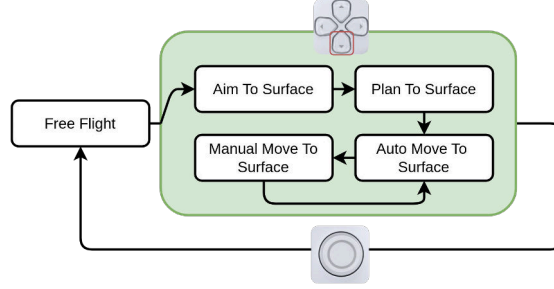 Aim To Surface
Plan To Surface
Free Flight
Manual Move To
Surface
Auto Move To
Surface